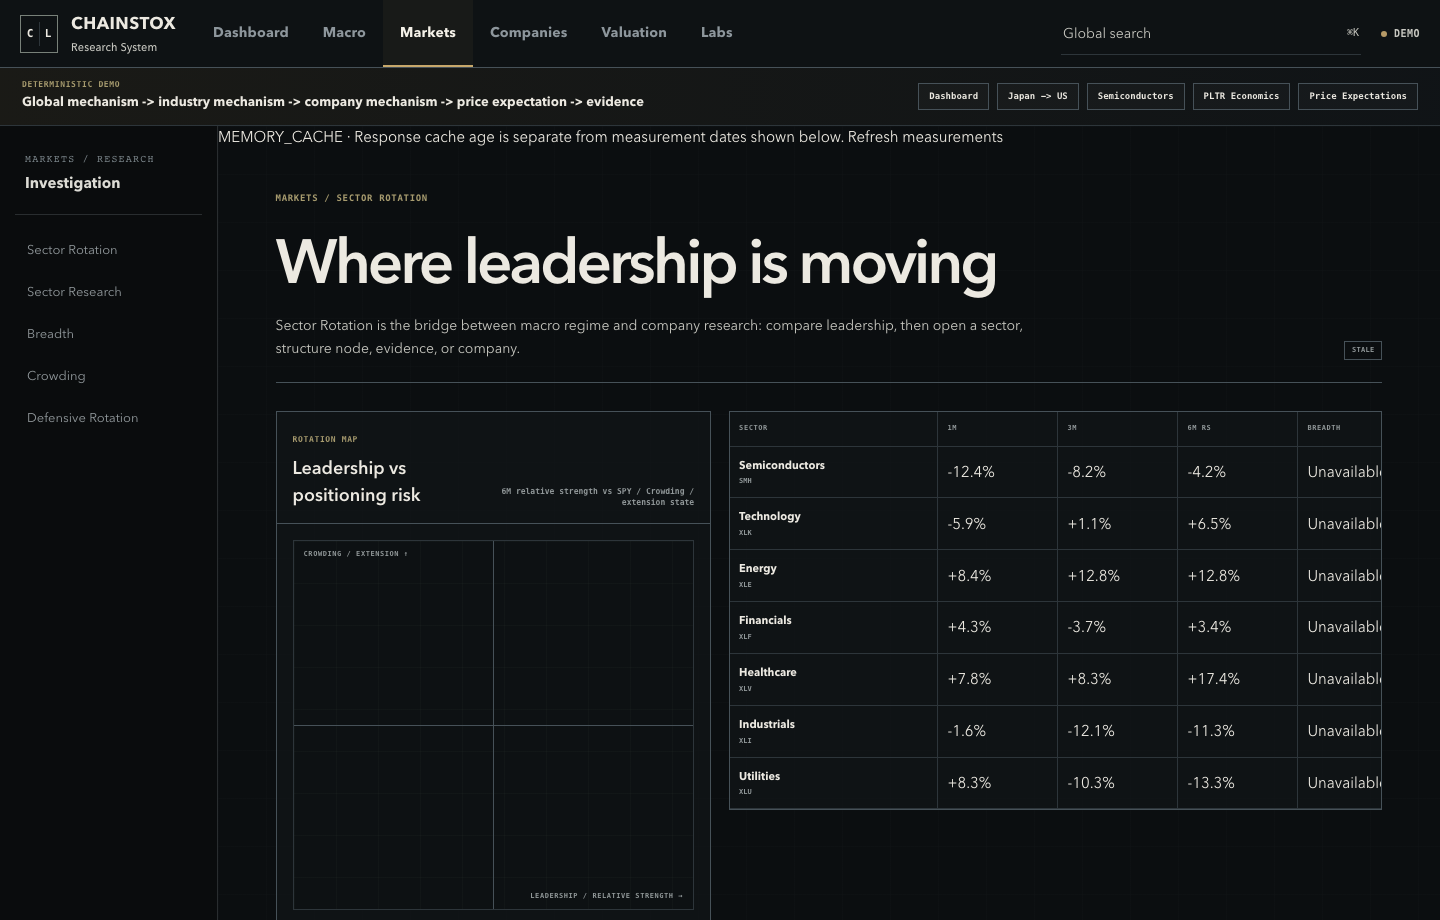 C L
CHAINSTOX
Research System
Dashboard Macro Markets Companies Valuation Labs
Global search ⌘K
DEMO
DETERMINISTIC DEMO
Global mechanism -> industry mechanism -> company mechanism -> price expectation -> evidence
Dashboard Japan —> US Semiconductors PLTR Economics Price Expectations
MARKETS / RESEARCH
Investigation
Sector Rotation
Sector Research
Breadth
Crowding
Defensive Rotation
MEMORY_CACHE · Response cache age is separate from measurement dates shown below. Refresh measurements
MARKETS / SECTOR ROTATION
Where leadership is moving
Sector Rotation is the bridge between macro regime and company research: compare leadership, then open a sector,
structure node, evidence, or company.
STALE
ROTATION MAP
Leadership vs
positioning risk
6M relative strength vs SPY / Crowding /
extension state
CROWDING / EXTENSION ↑
LEADERSHIP / RELATIVE STRENGTH →
SECTOR 1M 3M 6M RS BREADTH
Semiconductors
SMH
-12.4% -8.2% -4.2% Unavailable
Technology
XLK
-5.9% +1.1% +6.5% Unavailable
Energy
XLE
+8.4% +12.8% +12.8% Unavailable
Financials
XLF
+4.3% -3.7% +3.4% Unavailable
Healthcare
XLV
+7.8% +8.3% +17.4% Unavailable
Industrials
XLI
-1.6% -12.1% -11.3% Unavailable
Utilities
XLU
+8.3% -10.3% -13.3% Unavailable